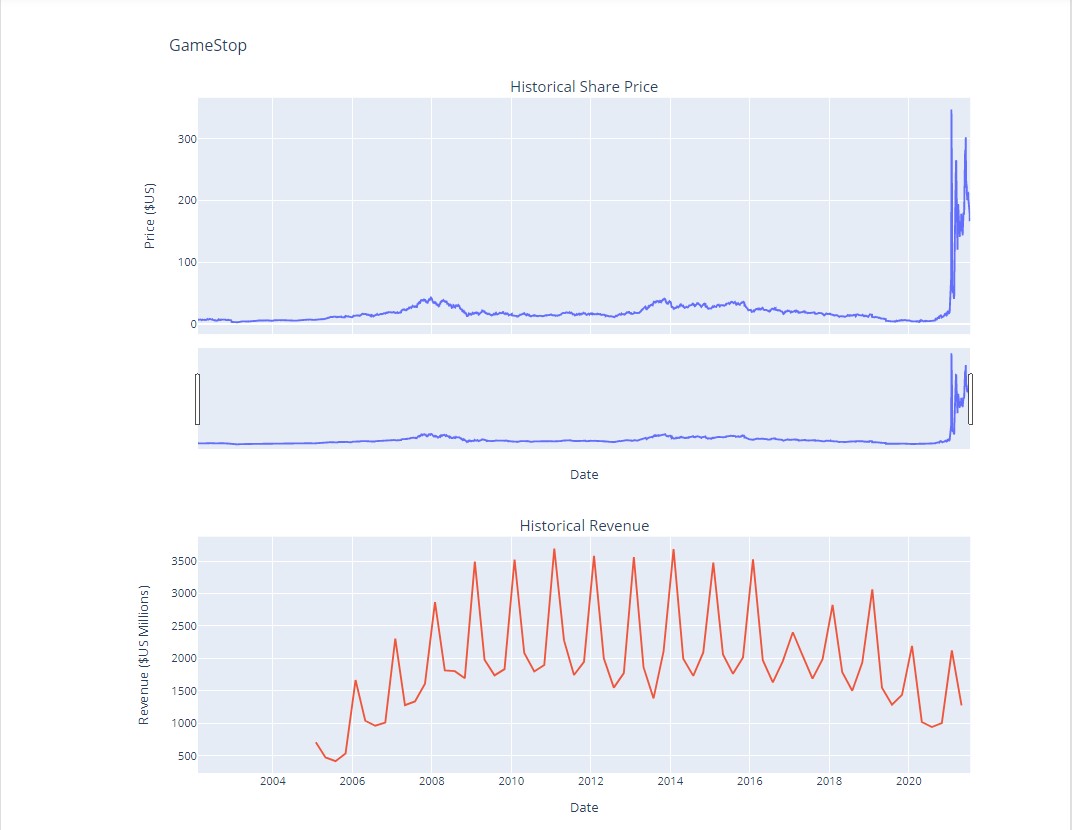 GameStop
Historical Share Price
Price ($US)
300
200
100
0
Date
Historical Revenue
Revenue ($US Millions)
3500
3000
2500
2000
1500
1000
500
2004 2006 2008 2010 2012 2014 2016 2018 2020
Date